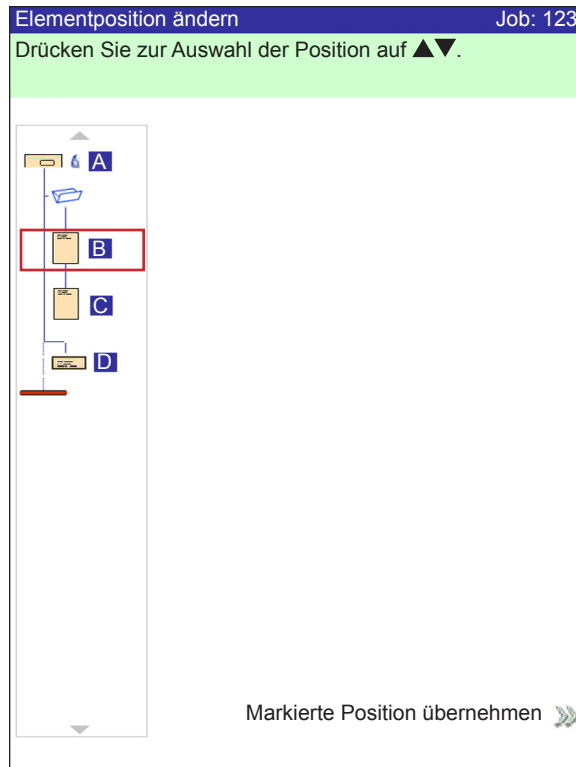 Elementposition ändern Job: 123
Drücken Sie zur Auswahl der Position auf ▲▼.
A
B
C
D
Markierte Position übernehmen